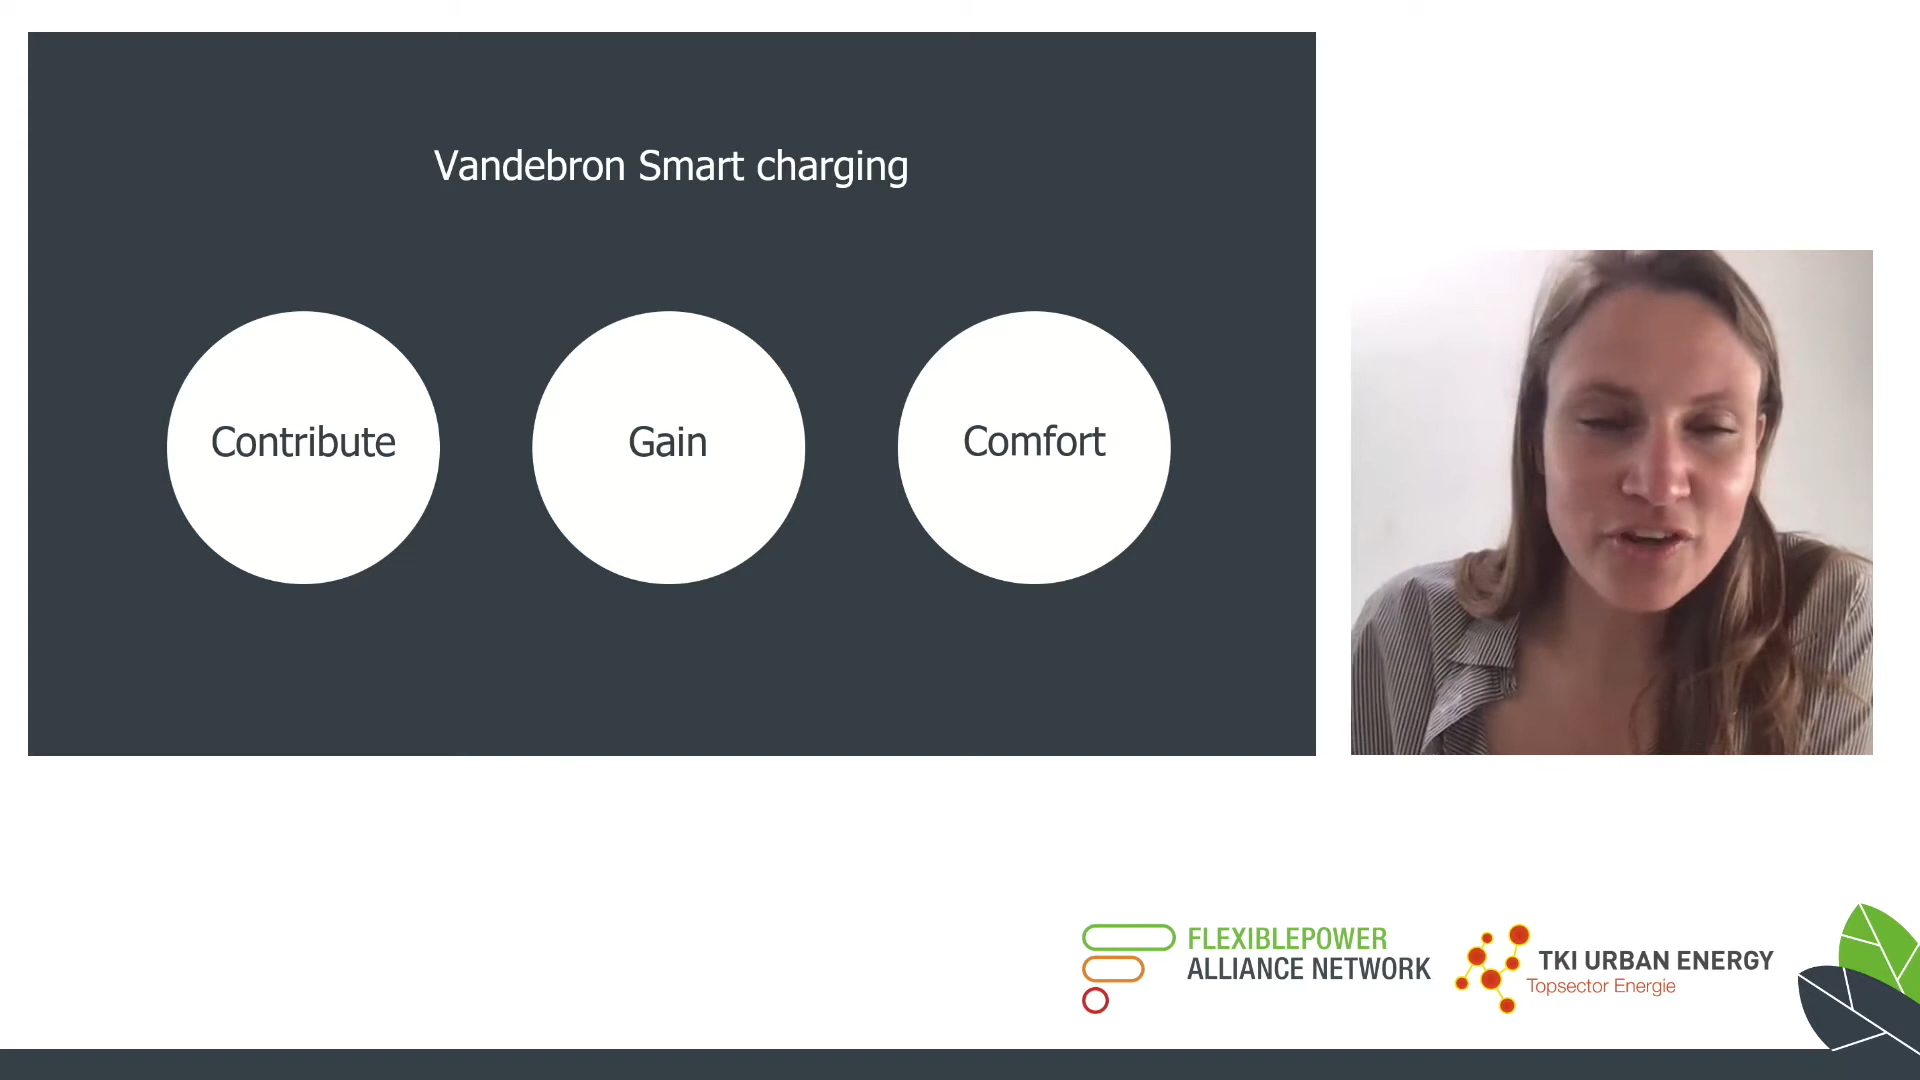 Vandebron Smart charging
Contribute
Gain
Comfort
FLEXIBLEPOWER
ALLIANCE NETWORK
TKI URBAN ENERGY
Topsector Energie